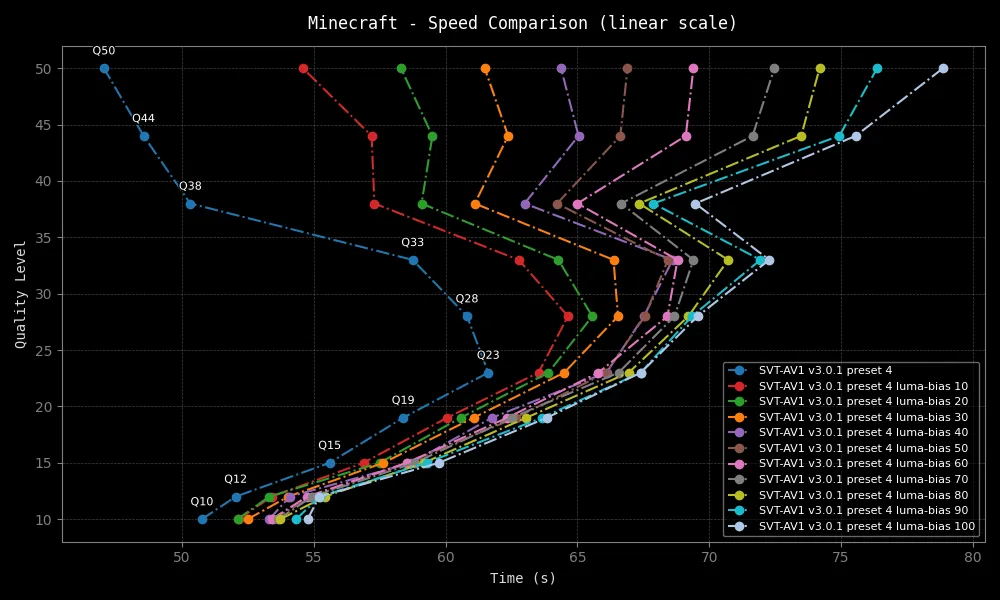 Minecraft - Speed Comparison (linear scale)
Quality Level
50
45
40
35
30
25
20
15
10
Q50
Q44
Q38
Q33
Q28
Q23
Q19
Q15
Q12
Q10
SVT-AV1 v3.0.1 preset 4
SVT-AV1 v3.0.1 preset 4 luma-bias 10
SVT-AV1 v3.0.1 preset 4 luma-bias 20
SVT-AV1 v3.0.1 preset 4 luma-bias 30
SVT-AV1 v3.0.1 preset 4 luma-bias 40
SVT-AV1 v3.0.1 preset 4 luma-bias 50
SVT-AV1 v3.0.1 preset 4 luma-bias 60
SVT-AV1 v3.0.1 preset 4 luma-bias 70
SVT-AV1 v3.0.1 preset 4 luma-bias 80
SVT-AV1 v3.0.1 preset 4 luma-bias 90
SVT-AV1 v3.0.1 preset 4 luma-bias 100
50 55 60 65 70 75 80
Time (s)